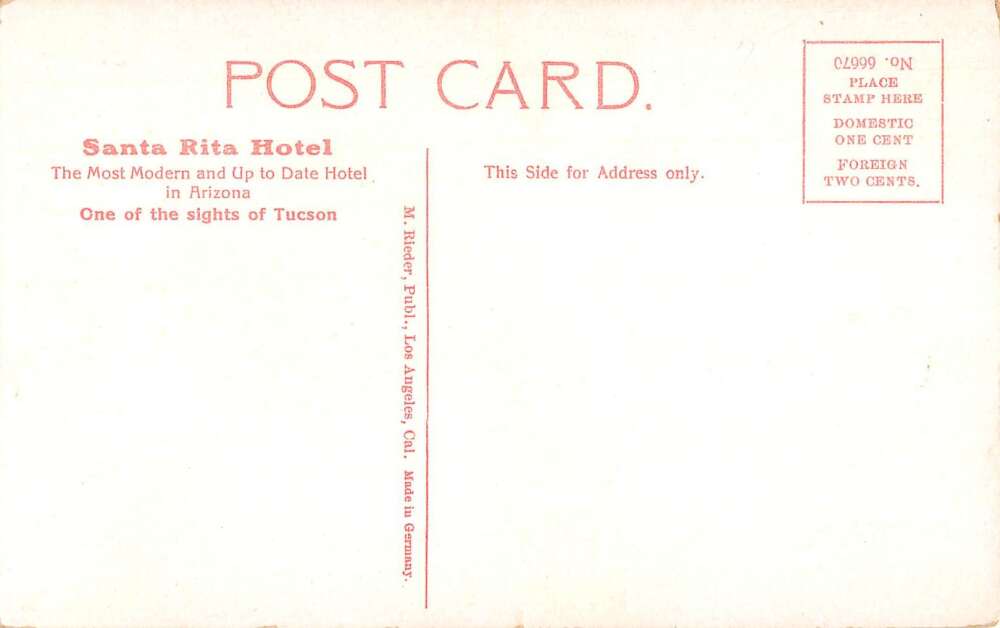 POST CARD.
Santa Rita Hotel
The Most Modern and Up to Date Hotel
in Arizona
One of the sights of Tucson
M. Rieder, Publ., Los Angeles, Cal. Made in Germany.
This Side for Address only.
No. 66670
PLACE
STAMP HERE
DOMESTIC
ONE CENT
FOREIGN
TWO CENTS.